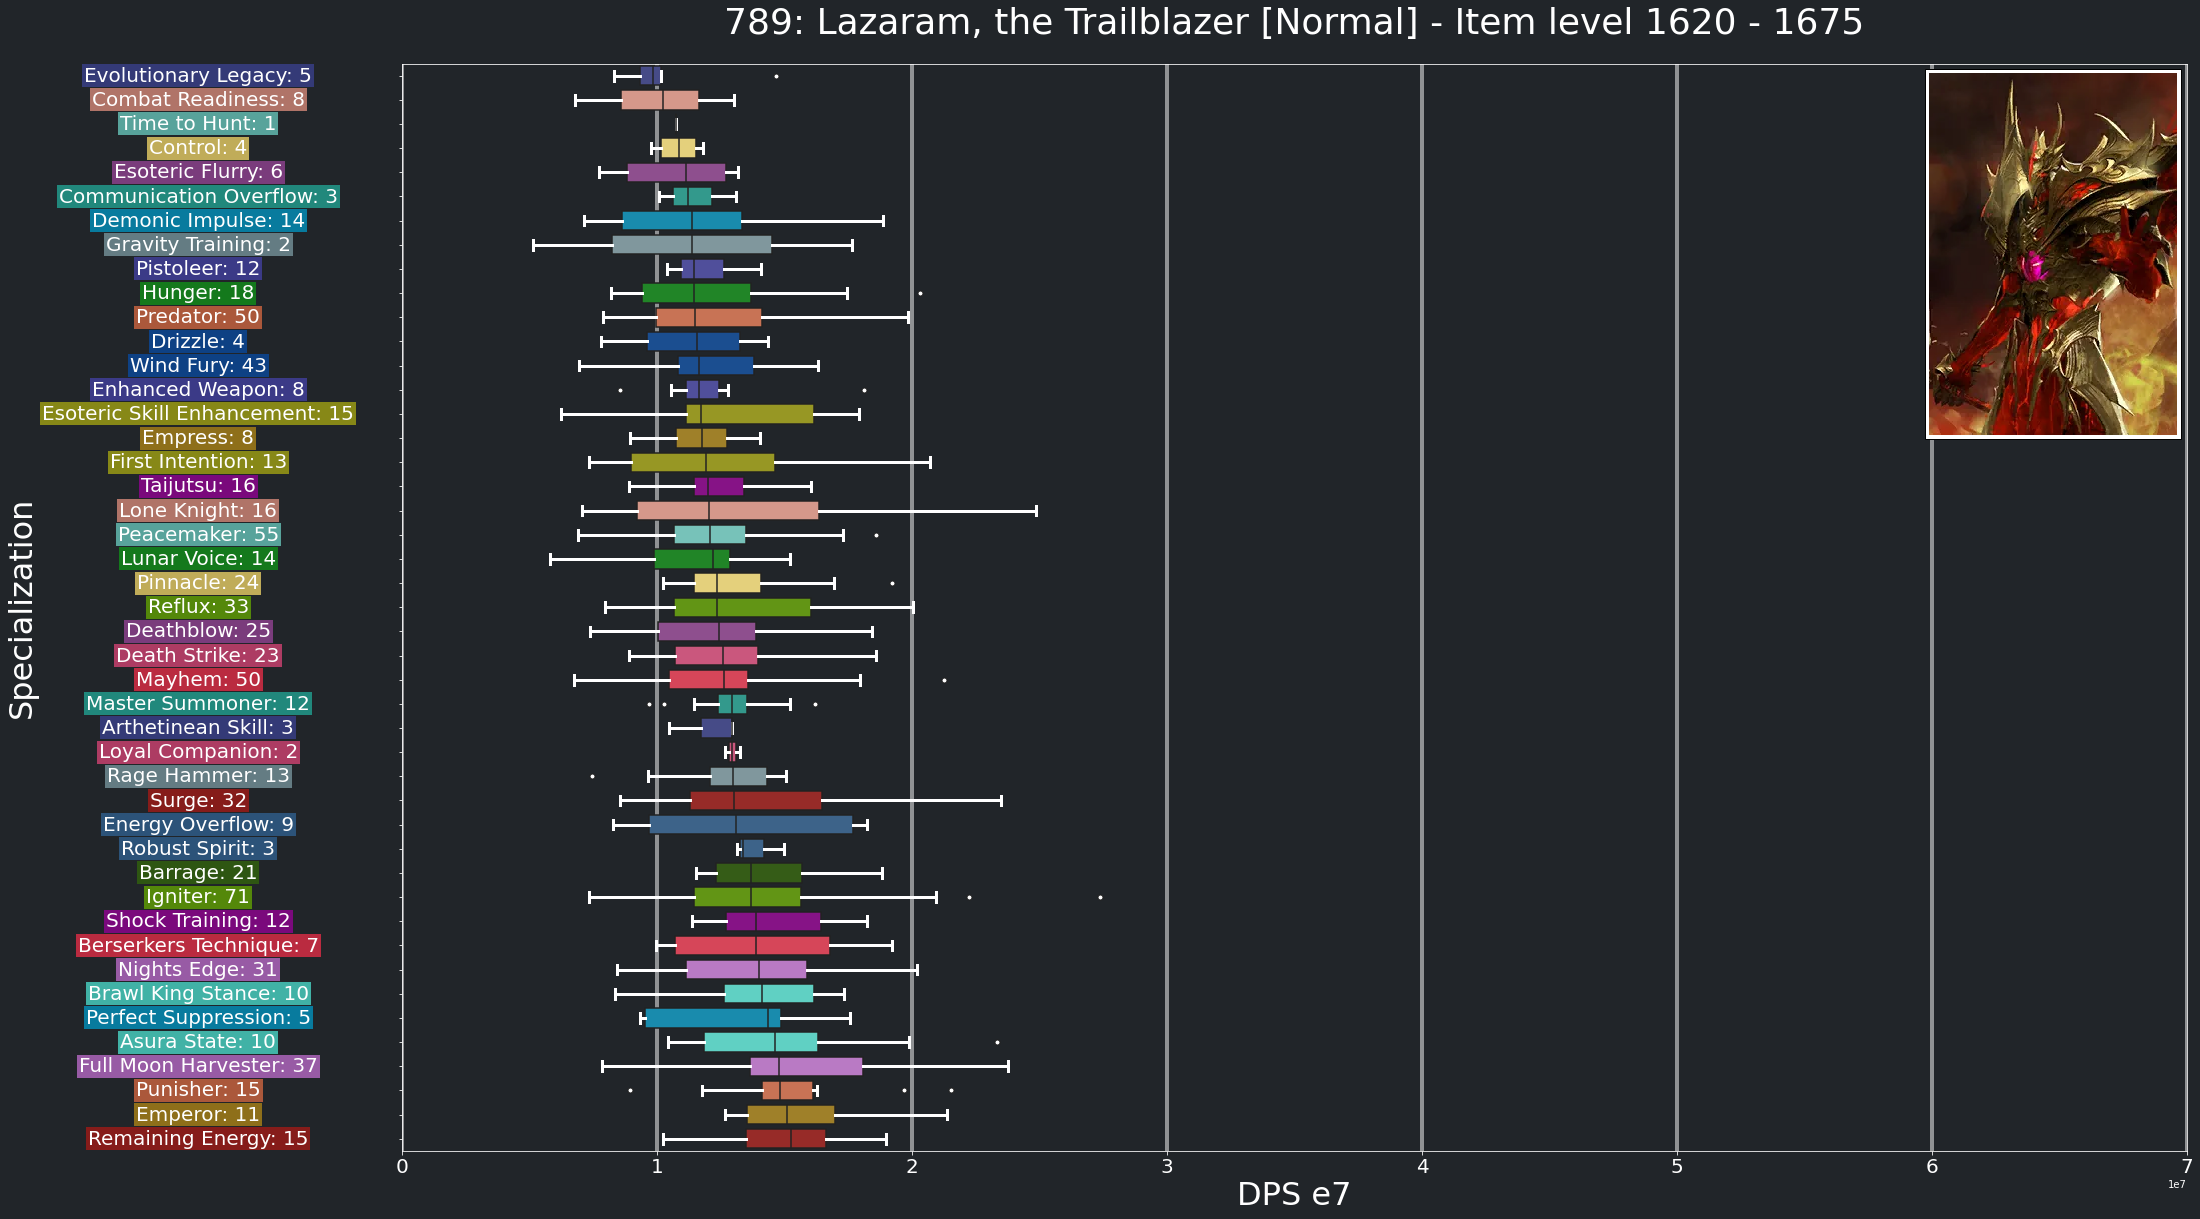 789: Lazaram, the Trailblazer [Normal] - Item level 1620 - 1675
Specialization
Evolutionary Legacy: 5
Combat Readiness: 8
Time to Hunt: 1
Control: 4
Esoteric Flurry: 6
Communication Overflow: 3
Demonic Impulse: 14
Gravity Training: 2
Pistoleer: 12
Hunger: 18
Predator: 50
Drizzle: 4
Wind Fury: 43
Enhanced Weapon: 8
Esoteric Skill Enhancement: 15
Empress: 8
First Intention: 13
Taijutsu: 16
Lone Knight: 16
Peacemaker: 55
Lunar Voice: 14
Pinnacle: 24
Reflux: 33
Deathblow: 25
Death Strike: 23
Mayhem: 50
Master Summoner: 12
Arthetinean Skill: 3
Loyal Companion: 2
Rage Hammer: 13
Surge: 32
Energy Overflow: 9
Robust Spirit: 3
Barrage: 21
Igniter: 71
Shock Training: 12
Berserkers Technique: 7
Nights Edge: 31
Brawl King Stance: 10
Perfect Suppression: 5
Asura State: 10
Full Moon Harvester: 37
Punisher: 15
Emperor: 11
Remaining Energy: 15
0 1 2 3 4 5 6 7
1e7
DPS e7